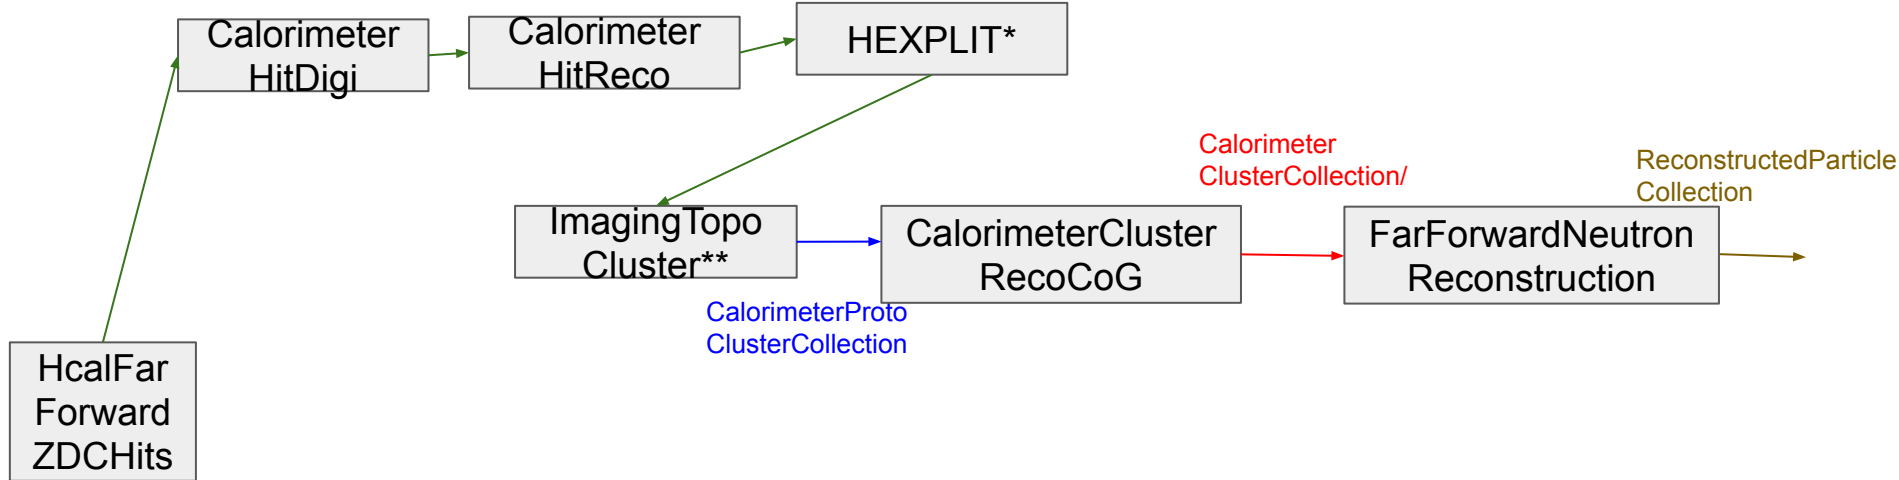 Calorimeter
HitDigi
Calorimeter
HitReco
HEXPLIT*
HcalFar
Forward
ZDCHits
ImagingTopo
Cluster**
CalorimeterProto
ClusterCollection
CalorimeterCluster
RecoCoG
Calorimeter
ClusterCollection/
FarForwardNeutron
Reconstruction
ReconstructedParticle
Collection